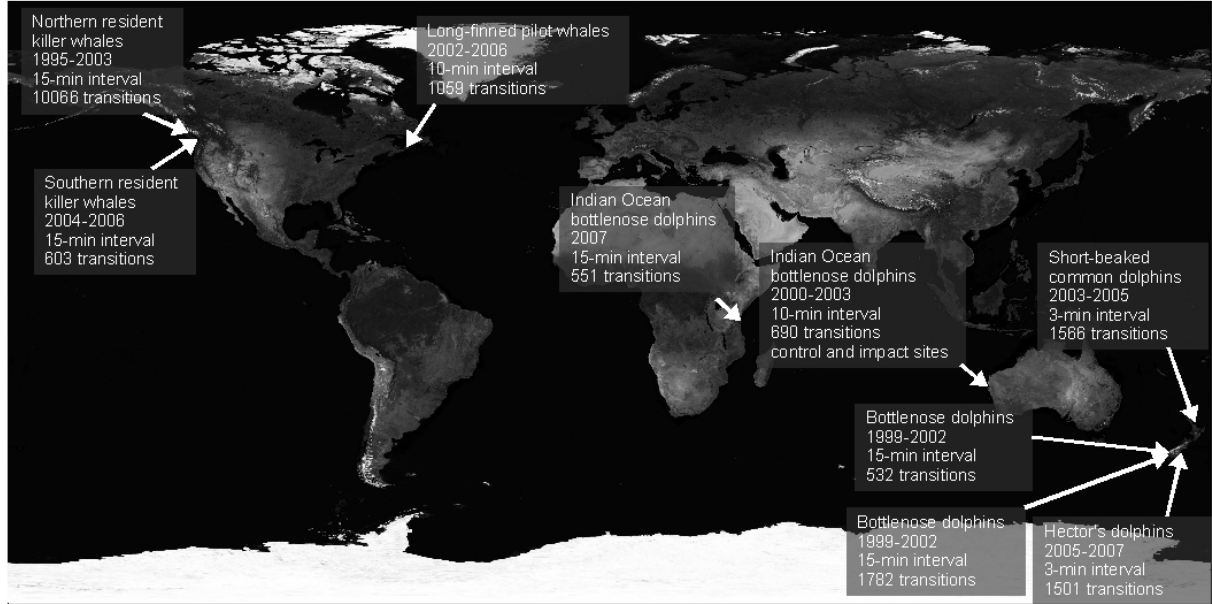 Northern resident
killer whales
1995-2003
15-min interval
10066 transitions
Long-finned pilot whales
2002-2006
10-min interval
1059 transitions
Southern resident
killer whales
2004-2006
15-min interval
603 transitions
Indian Ocean
bottlenose dolphins
2007
15-min interval
551 transitions
Indian Ocean
bottlenose dolphins
2000-2003
10-min interval
690 transitions
control and impact sites
Short-beaked
common dolphins
2003-2005
3-min interval
1566 transitions
Bottlenose dolphins
1999-2002
15-min interval
532 transitions
Bottlenose dolphins
1999-2002
15-min interval
1782 transitions
Hector's dolphins
2005-2007
3-min interval
1501 transitions